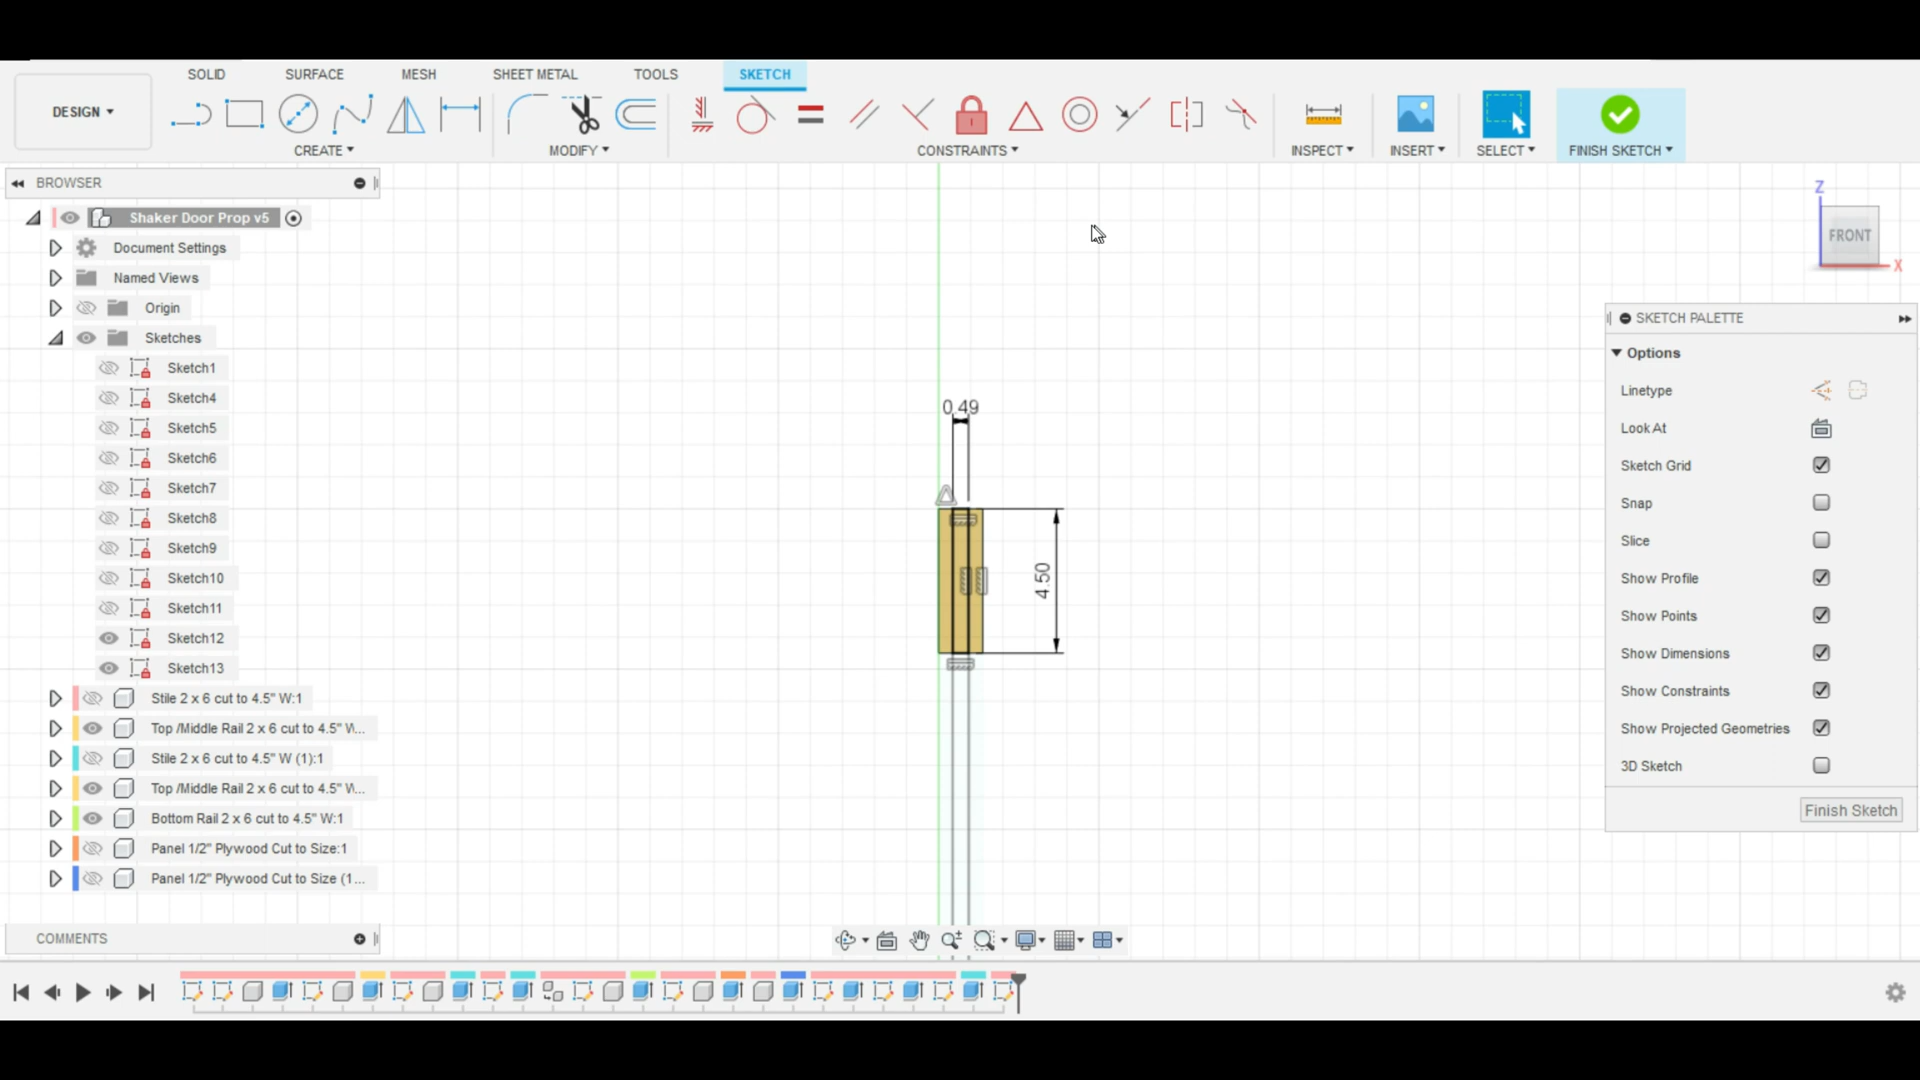 SOLID SURFACE MESH SHEET METAL TOOLS SKETCH
DESIGN
CREATE MODIFY CONSTRAINTS INSPECT INSERT SELECT FINISH SKETCH
BROWSER
Shaker Door Prop v5
Document Settings
Named Views
Origin
Sketches
Sketch1
Sketch4
Sketch5
Sketch6
Sketch7
Sketch8
Sketch9
Sketch10
Sketch11
Sketch12
Sketch13
Stile 2 x 6 cut to 4.5" W:1
Top /Middle Rail 2 x 6 cut to 4.5" W...
Stile 2 x 6 cut to 4.5" W (1):1
Top /Middle Rail 2 x 6 cut to 4.5" W...
Bottom Rail 2 x 6 cut to 4.5" W:1
Panel 1/2" Plywood Cut to Size:1
Panel 1/2" Plywood Cut to Size (1...
COMMENTS
0.49
4.50
Z
FRONT
X
SKETCH PALETTE
Options
Linetype
Look At
Sketch Grid
Snap
Slice
Show Profile
Show Points
Show Dimensions
Show Constraints
Show Projected Geometries
3D Sketch
Finish Sketch